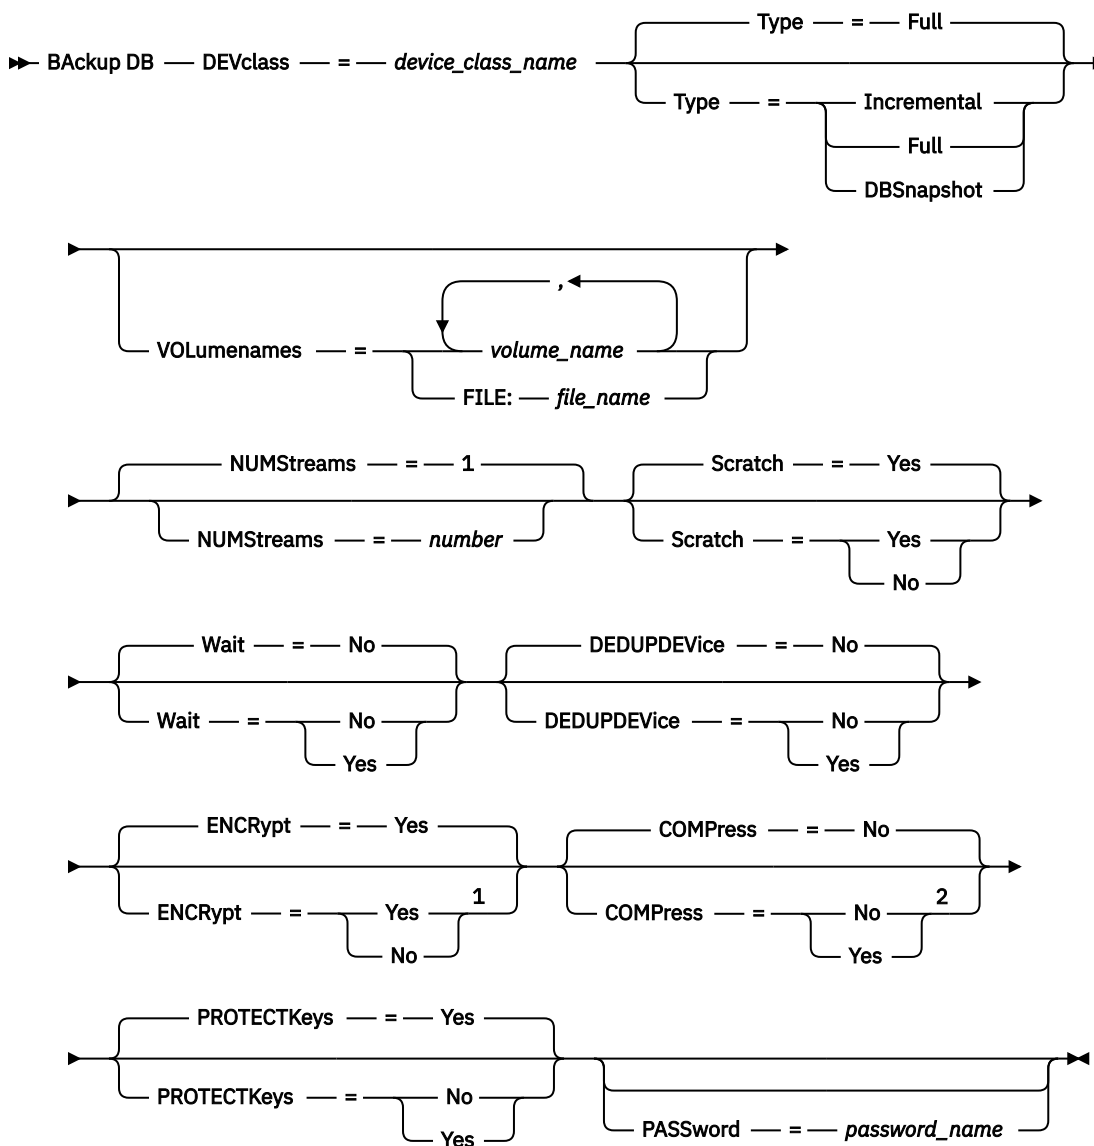 Type = Full
BAckup DB DEVclass = device_class_name
Type = Incremental
Full
DBSnapshot
,
VOLumenames = volume_name
FILE: file_name
NUMStreams = 1 Scratch = Yes
NUMStreams = number Scratch = Yes
No
Wait = No DEDUPDEVice = No
Wait = No DEDUPDEVice = No
Yes Yes
ENCRypt = Yes COMPress = No
ENCRypt = Yes 1 COMPress = No 2
No Yes
PROTECTKeys = Yes
PROTECTKeys = No
PASSword = password_name
Yes